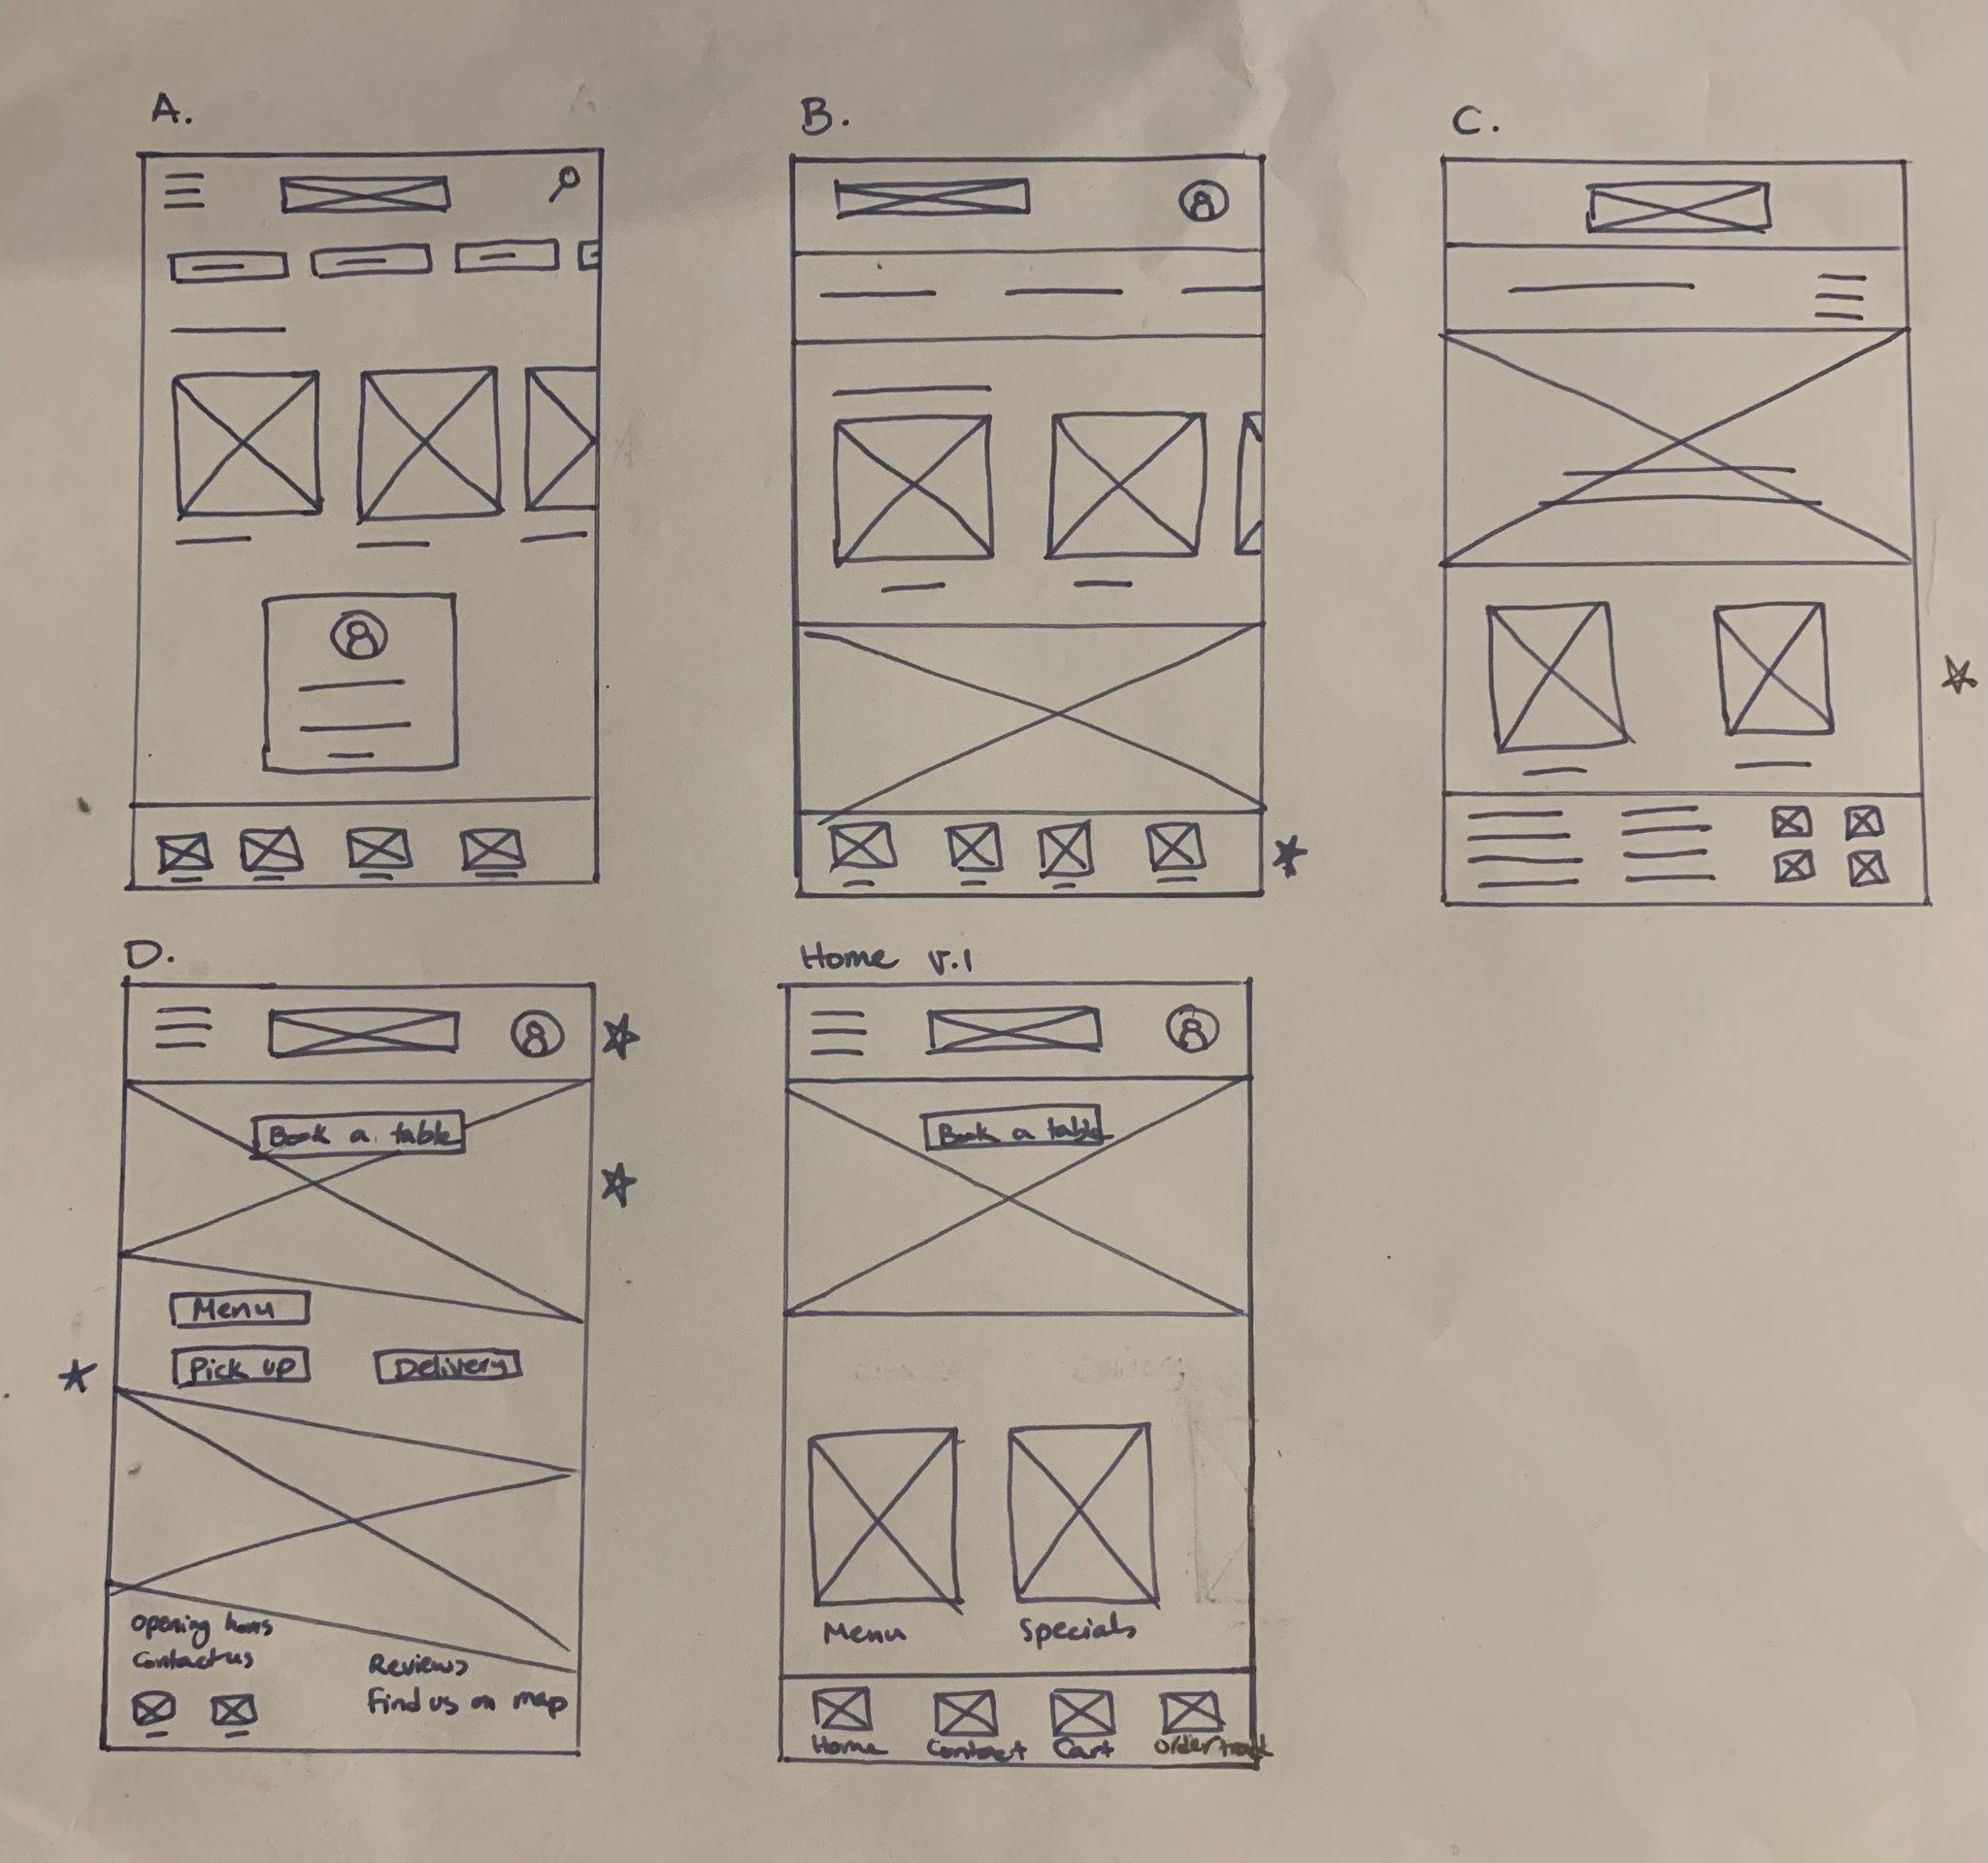 A.
B.
C.
D.
Book a table
Menu
Pick up
Delivery
Opening hours
Contact us
Reviews
Find us on map
Home v.1
Book a table
Menu
Specials
Home
Contact
Cart
Order track